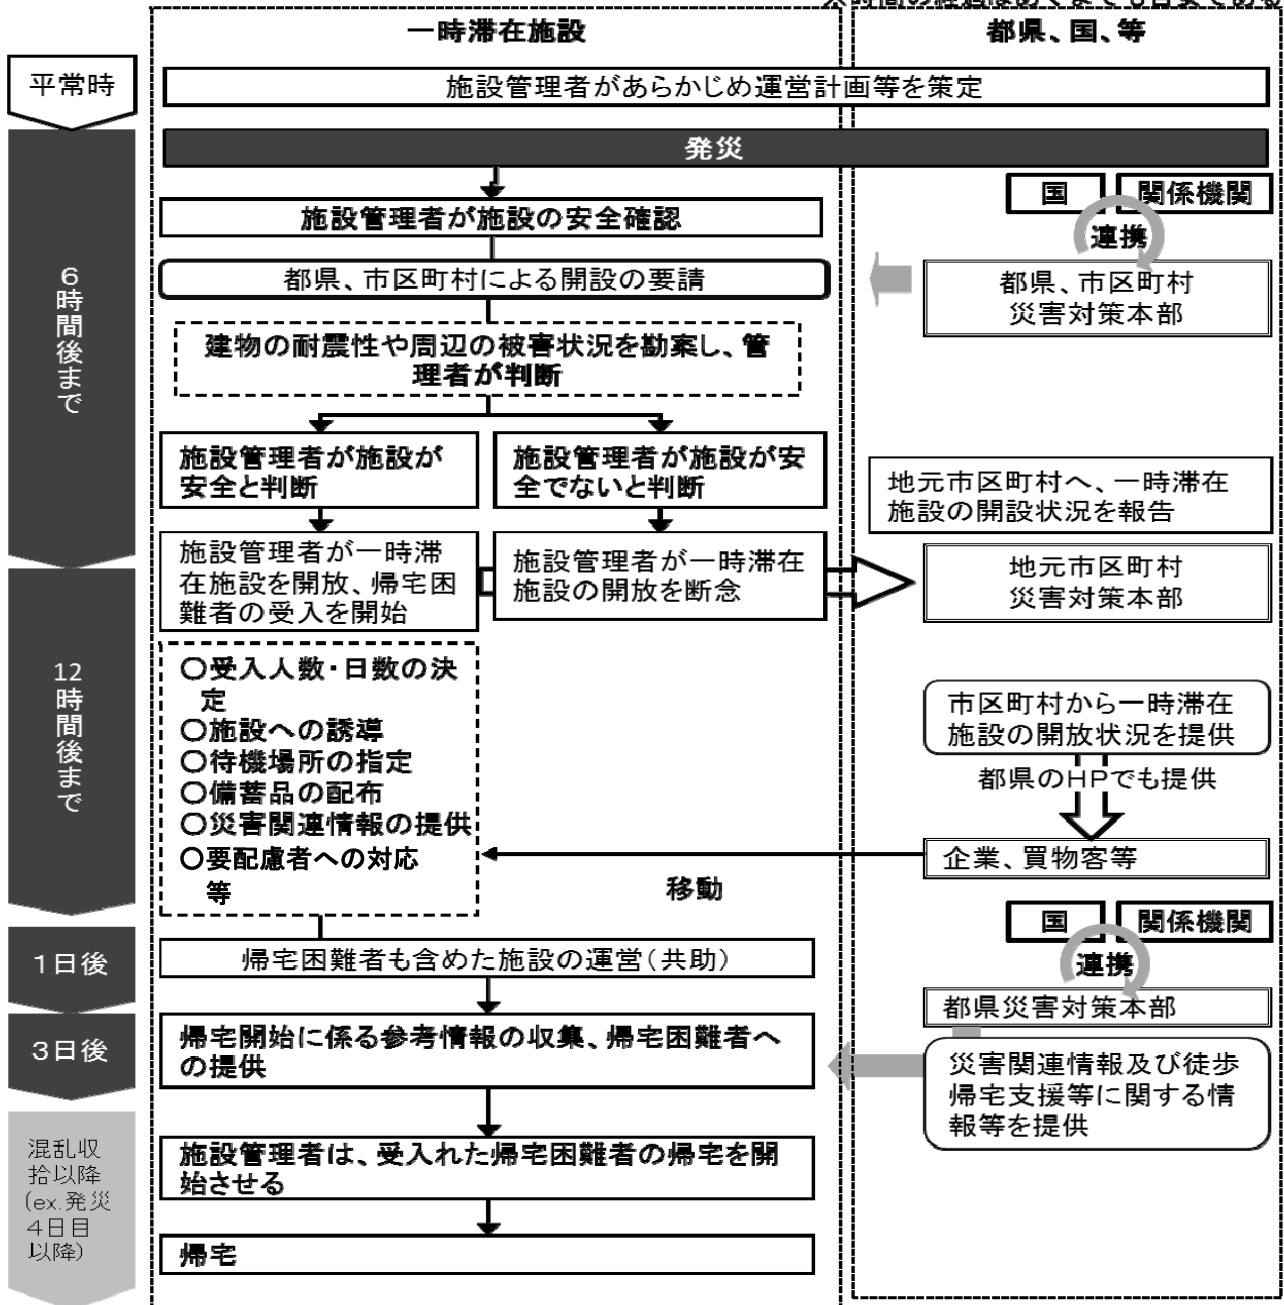 ※時間の経過はあくまでも目安である
一時滞在施設
都県、国、等
平常時
施設管理者があらかじめ運営計画等を策定
発災
国
関係機関
連携
施設管理者が施設の安全確認
6時間後まで
都県、市区町村による開設の要請
都県、市区町村
災害対策本部
建物の耐震性や周辺の被害状況を勘案し、管
理者が判断
施設管理者が施設が
安全と判断
施設管理者が施設が安
全でないと判断
地元市区町村へ、一時滞在
施設の開設状況を報告
施設管理者が一時滞
在施設を開放、帰宅困
難者の受入を開始
施設管理者が一時滞在
施設の開放を断念
地元市区町村
災害対策本部
12時間後まで
○受入人数・日数の決
定
○施設への誘導
○待機場所の指定
○備蓄品の配布
○災害関連情報の提供
○要配慮者への対応
等
市区町村から一時滞在
施設の開放状況を提供
都県のHPでも提供
企業、買物客等
移動
国
関係機関
連携
1日後
帰宅困難者も含めた施設の運営(共助)
都県災害対策本部
3日後
帰宅開始に係る参考情報の収集、帰宅困難者へ
の提供
災害関連情報及び徒歩
帰宅支援等に関する情
報等を提供
混乱収
拾以降
(ex.発災
4日目
以降)
施設管理者は、受入れた帰宅困難者の帰宅を開
始させる
帰宅